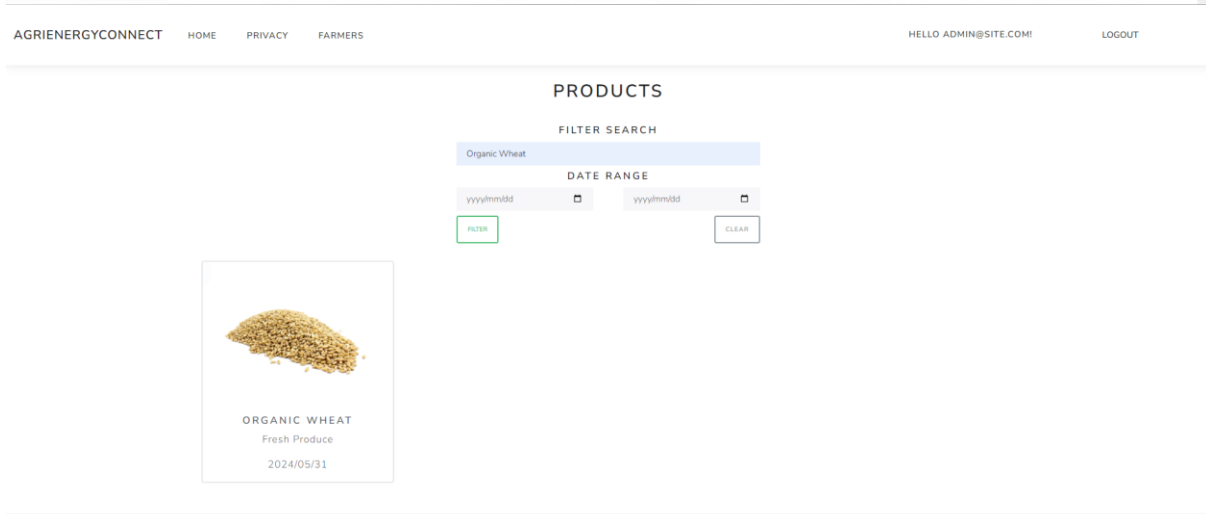 AGRIENERGYCONNECT HOME PRIVACY FARMERS HELLO ADMIN@SITE.COM! LOGOUT
PRODUCTS
FILTER SEARCH
Organic Wheat
DATE RANGE
yyyy/mm/dd yyyy/mm/dd
FILTER CLEAR
ORGANIC WHEAT
Fresh Produce
2024/05/31